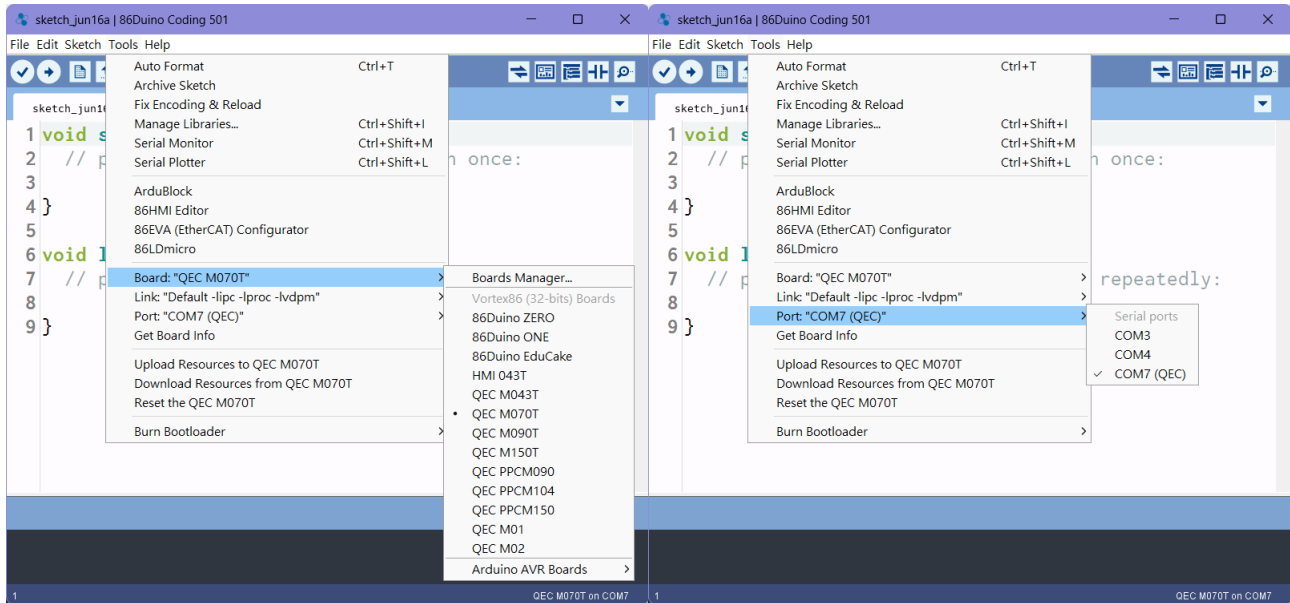 sketch_jun16a | 86Duino Coding 501
File Edit Sketch Tools Help
sketch_jun1
Auto Format Ctrl+T
Archive Sketch
Fix Encoding & Reload
Manage Libraries... Ctrl+Shift+I
Serial Monitor Ctrl+Shift+M
Serial Plotter Ctrl+Shift+L
ArduBlock
86HMI Editor
86EVA (EtherCAT) Configurator
86LDmicro
Board: "QEC M070T"
Link: "Default -lipc -lproc -lvdpm"
Port: "COM7 (QEC)"
Get Board Info
Upload Resources to QEC M070T
Download Resources from QEC M070T
Reset the QEC M070T
Burn Bootloader
Boards Manager...
Vortex86 (32-bits) Boards
86Duino ZERO
86Duino ONE
86Duino EduCake
HMI 043T
QEC M043T
• QEC M070T
QEC M090T
QEC M150T
QEC PPCM090
QEC PPCM104
QEC PPCM150
QEC M01
QEC M02
Arduino AVR Boards
1 void s
2 // p n once:
3
4 }
5
6 void l
7 // p
8
9 }
1 QEC M070T on COM7
sketch_jun16a | 86Duino Coding 501
File Edit Sketch Tools Help
sketch_jun1
Auto Format Ctrl+T
Archive Sketch
Fix Encoding & Reload
Manage Libraries... Ctrl+Shift+I
Serial Monitor Ctrl+Shift+M
Serial Plotter Ctrl+Shift+L
ArduBlock
86HMI Editor
86EVA (EtherCAT) Configurator
86LDmicro
Board: "QEC M070T"
Link: "Default -lipc -lproc -lvdpm"
Port: "COM7 (QEC)"
Get Board Info
Upload Resources to QEC M070T
Download Resources from QEC M070T
Reset the QEC M070T
Burn Bootloader
Serial ports
COM3
COM4
✓ COM7 (QEC)
1 void s
2 // p n once:
3
4 }
5
6 void l
7 // p repeatedly:
8
9 }
1 QEC M070T on COM7